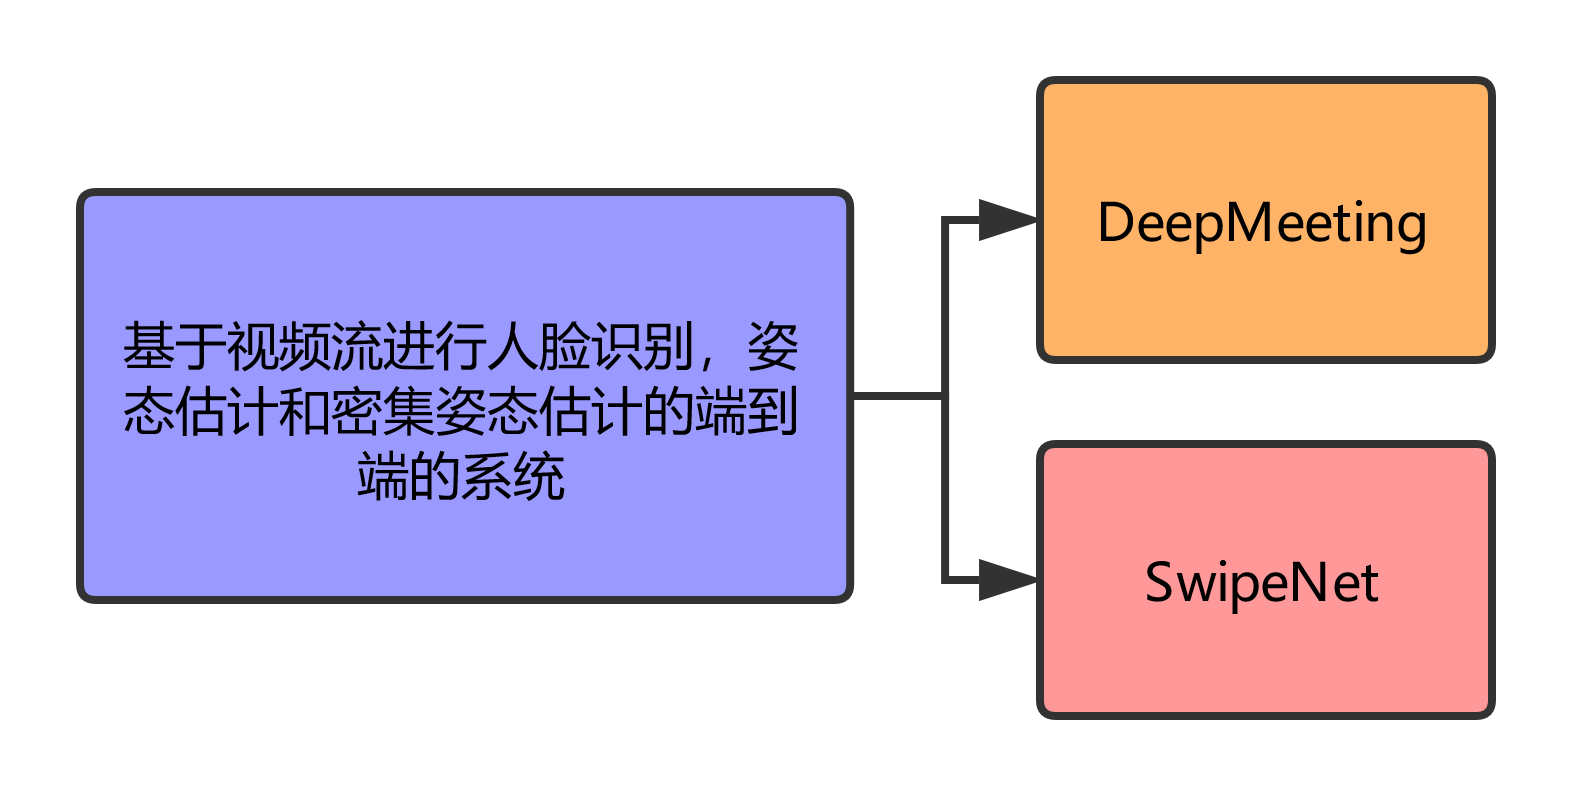 基于视频流进行人脸识别，姿
态估计和密集姿态估计的端到
端的系统
DeepMeeting
SwipeNet